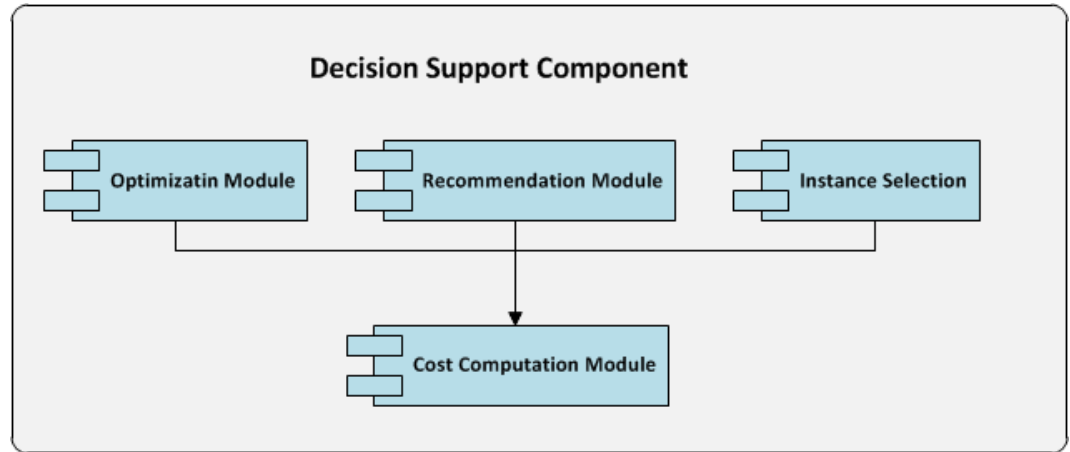 Decision Support Component
Optimizatin Module
Recommendation Module
Instance Selection
Cost Computation Module